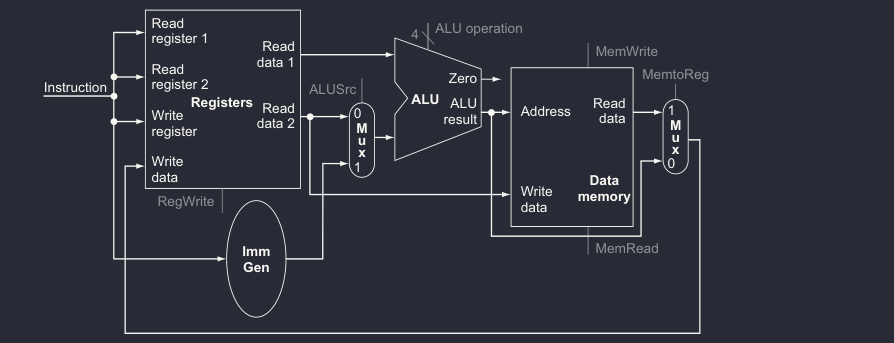 Instruction
Read
register 1
Read
register 2
Write
register
Write
data
Registers
Read
data 1
Read
data 2
RegWrite
Imm
Gen
ALUSrc
0
M
u
x
1
4
ALU operation
ALU
Zero
ALU
result
MemWrite
Address
Read
data
Write
data
Data
memory
MemRead
MemtoReg
1
M
u
x
0